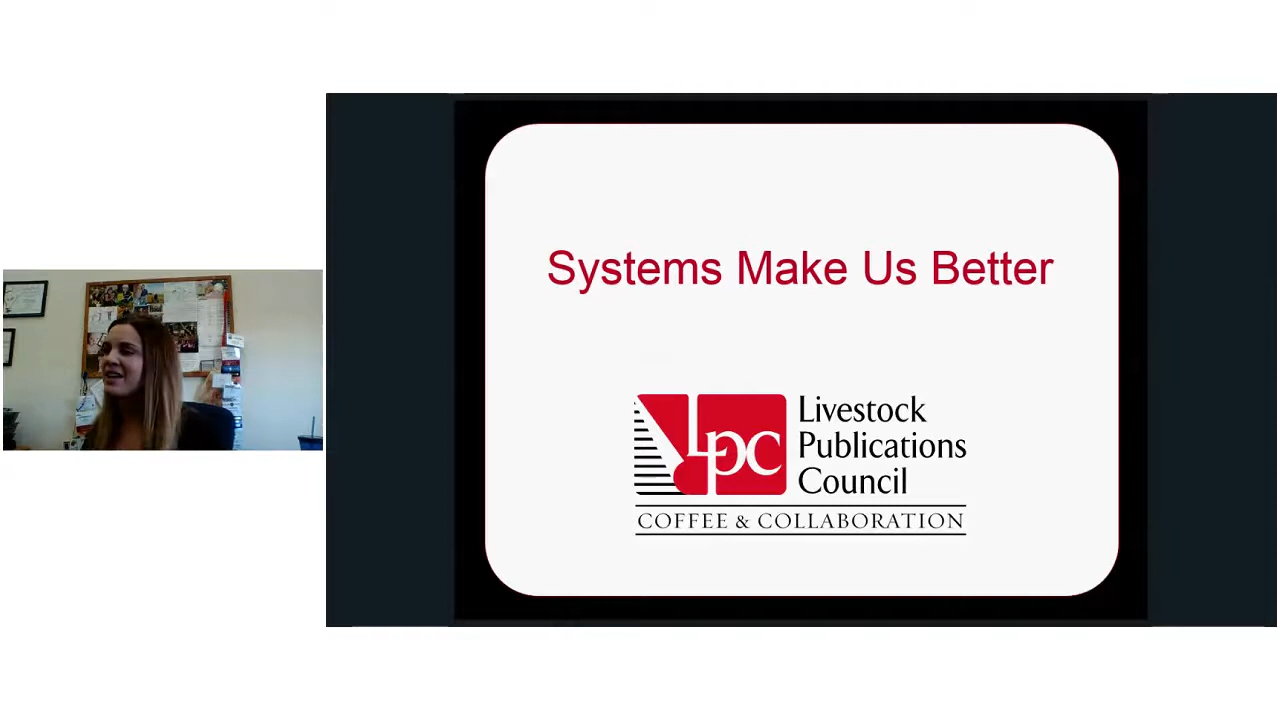 Systems Make Us Better
Lpc
Livestock
Publications
Council
COFFEE & COLLABORATION